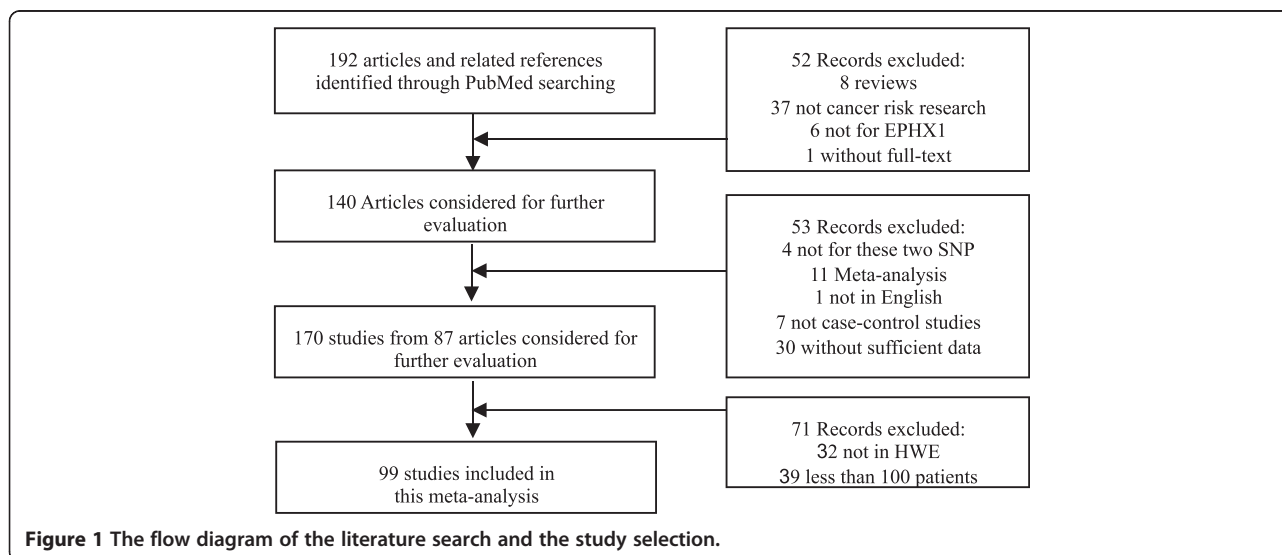 192 articles and related references
identified through PubMed searching
52 Records excluded:
8 reviews
37 not cancer risk research
6 not for EPHX1
1 without full-text
140 Articles considered for further
evaluation
53 Records excluded:
4 not for these two SNP
11 Meta-analysis
1 not in English
7 not case-control studies
30 without sufficient data
170 studies from 87 articles considered for
further evaluation
71 Records excluded:
32 not in HWE
39 less than 100 patients
99 studies included in
this meta-analysis
Figure 1 The flow diagram of the literature search and the study selection.